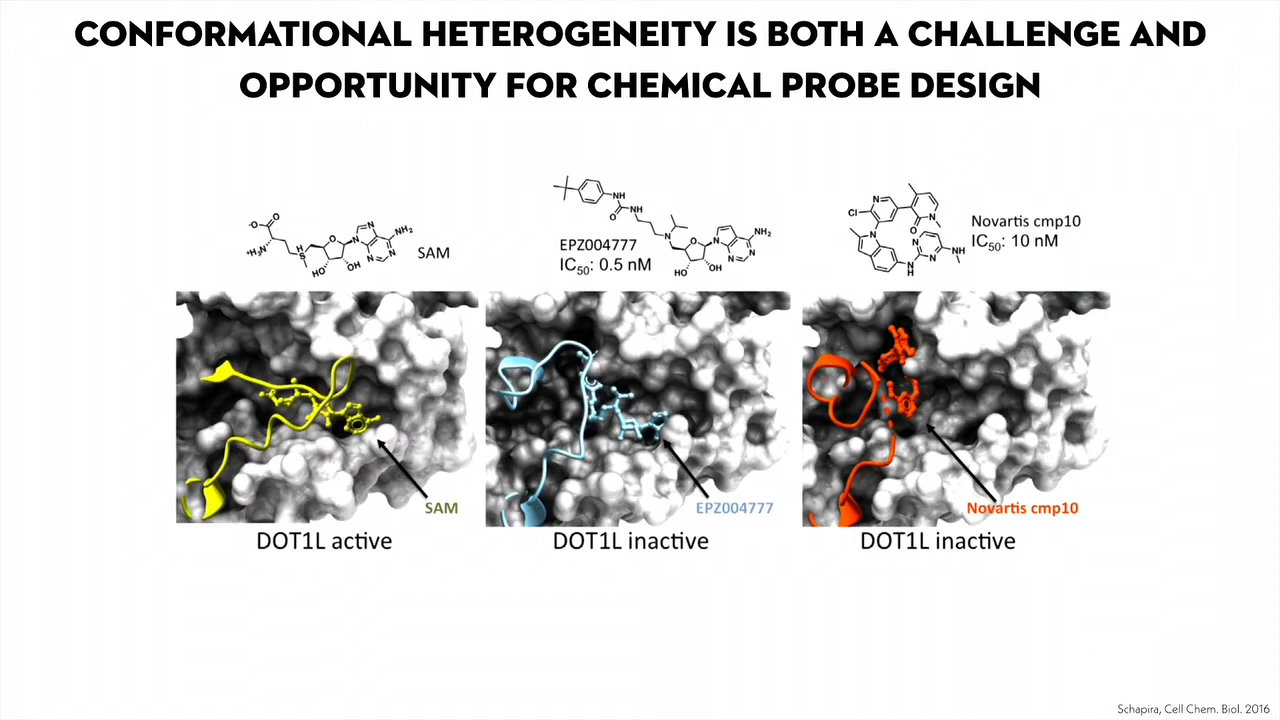 CONFORMATIONAL HETEROGENEITY IS BOTH A CHALLENGE AND
OPPORTUNITY FOR CHEMICAL PROBE DESIGN
SAM
EPZ004777
IC50: 0.5 nM
Novartis cmp10
IC50: 10 nM
SAM
EPZ004777
Novartis cmp10
DOT1L active
DOT1L inactive
DOT1L inactive
Schapira, Cell Chem. Biol. 2016